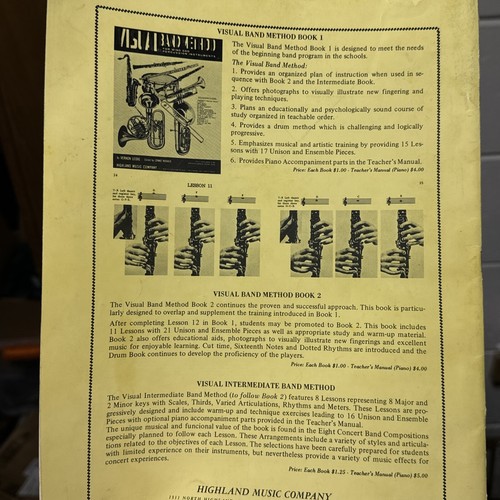 VISUAL BAND METHOD BOOK 1
VISUAL BAND METHOD
HIGHLAND MUSIC COMPANY
The Visual Band Method Book 1 is designed to meet the needs
of the beginning band program in the schools.
The Visual Band Method:
1. Provides an organized plan of instruction when used in se-
quence with Book 2 and the Intermediate Book.
2. Offers photographs to visually illustrate new fingering and
playing techniques.
3. Plans an educationally and psychologically sound course of
study organized in teachable order.
4. Provides a drum method which is challenging and logically
progressive.
5. Emphasizes musical and artistic training by providing 15 Les-
sons with 17 Unison and Ensemble Pieces.
6. Provides Piano Accompaniment parts in the Teacher's Manual.
Price: Each Book $1.00 - Teacher's Manual (Piano) $4.00
LESSON 11
VISUAL BAND METHOD BOOK 2
The Visual Band Method Book 2 continues the proven and successful approach. This book is particu-
larly designed to overlap and supplement the training introduced in Book 1.
After completing Lesson 12 in Book 1, students may be promoted to Book 2. This book includes
11 Lessons with 21 Unison and Ensemble Pieces as well as appropriate study and warm-up material.
Book 2 also offers educational aids, photographs to visually illustrate new fingerings and excellent
music for enjoyable learning. Cut time, Sixteenth Notes and Dotted Rhythms are introduced and the
Drum Book continues to develop the proficiency of the players.
Price: Each Book $1.00 - Teacher's Manual (Piano) $4.00
VISUAL INTERMEDIATE BAND METHOD
The Visual Intermediate Band Method (to follow Book 2) features 8 Lessons representing 8 Major and
2 Minor keys with Scales, Thirds, Varied Articulations, Rhythms and Meters. These Lessons are pro-
gressively designed and include warm-up and technique exercises leading to 16 Unison and Ensemble
Pieces with optional piano accompaniment parts provided in the Teacher's Manual.
The unique musical and funcional value of the book is found in the Eight Concert Band Compositions
especially planned to follow each Lesson. These Arrangements include a variety of styles and articula-
tions related to the objectives of each Lesson. The selections have been carefully prepared for students
with limited experience on their instruments, but nevertheless provide a variety of music effects for
concert experiences.
Price: Each Book $1.25 - Teacher's Manual (Piano) $5.00
HIGHLAND MUSIC COMPANY